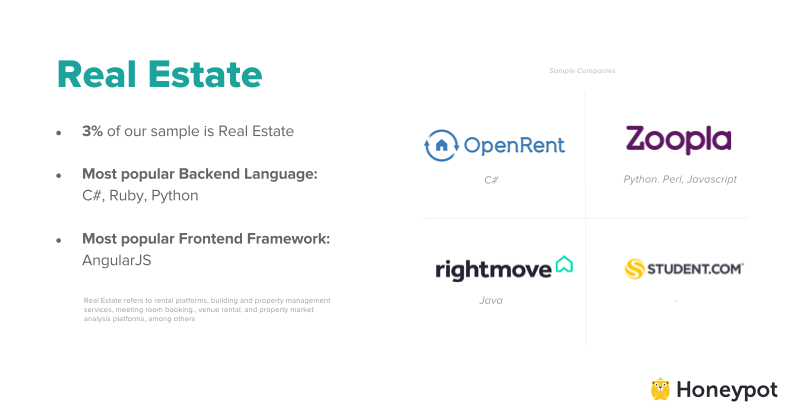 Real Estate
• 3% of our sample is Real Estate
• Most popular Backend Language:
C#, Ruby, Python
• Most popular Frontend Framework:
AngularJS
Real Estate refers to rental platforms, building and property management
services, meeting room booking., venue rental, and property market
analysis platforms, among others
Sample Companies
OpenRent
C#
Zoopla
Python. Perl, Javascript
rightmove
Java
STUDENT.COM
.
Honeypot